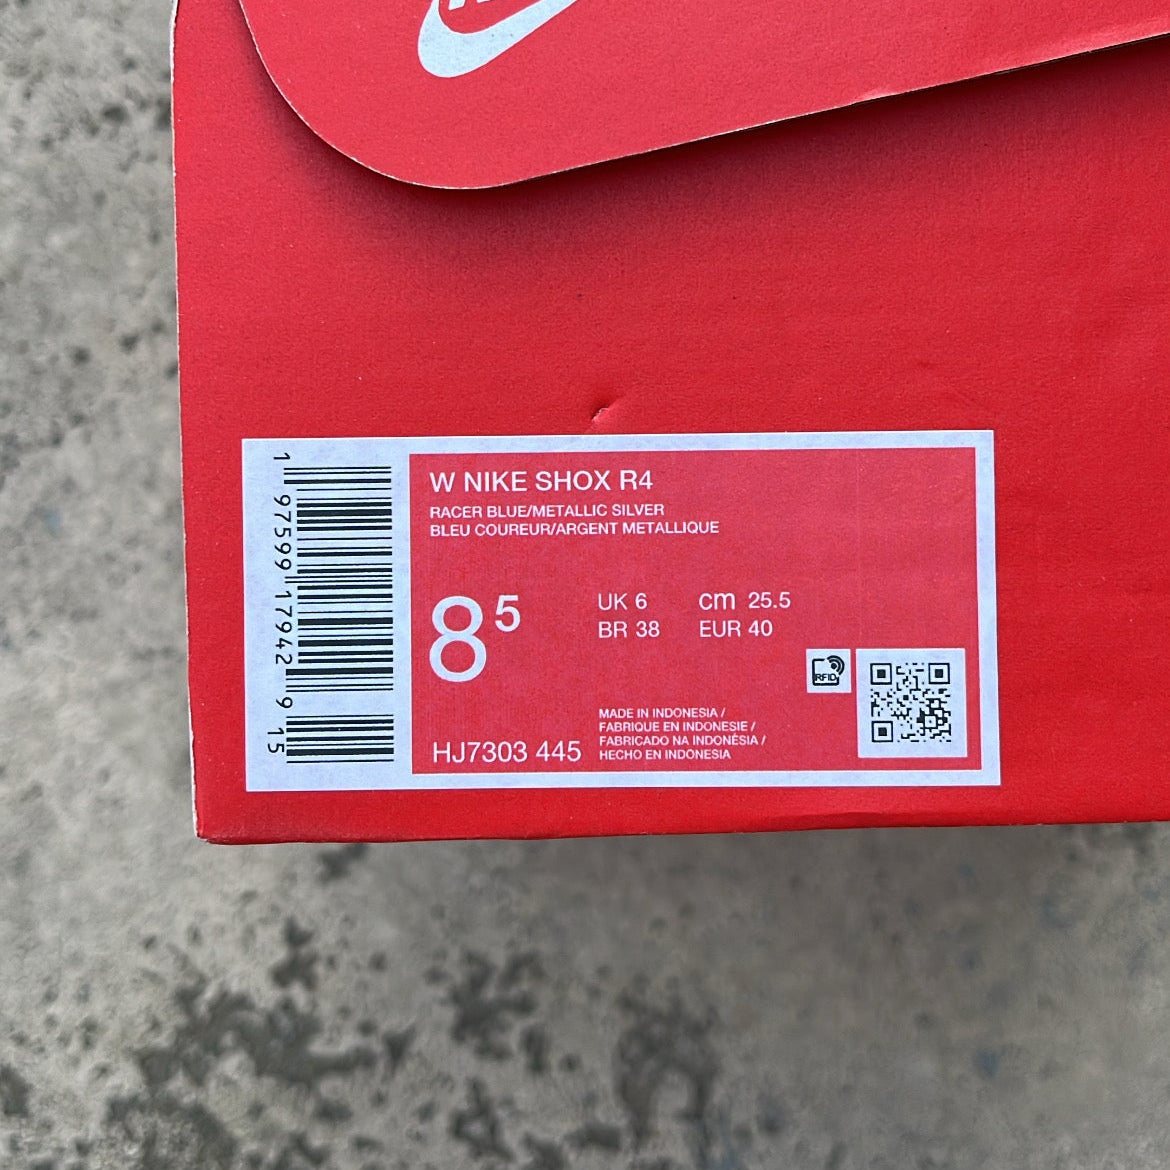 W NIKE SHOX R4
RACER BLUE/METALLIC SILVER
BLEU COUREUR/ARGENT METALLIQUE
8 5
UK 6 cm 25.5
BR 38 EUR 40
RFID
MADE IN INDONESIA /
FABRIQUE EN INDONESIE /
FABRICADO NA INDONÉSIA /
HECHO EN INDONESIA
HJ7303 445
1 97599 17942 9 15